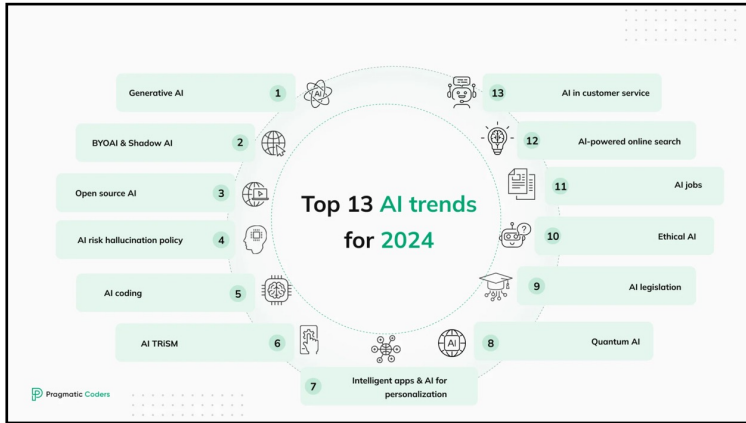 Top 13 AI trends
for 2024
1
Generative AI
2
BYOAI & Shadow AI
3
Open source AI
4
AI risk hallucination policy
5
AI coding
6
AI TRiSM
7
Intelligent apps & AI for
personalization
8
Quantum AI
9
AI legislation
10
Ethical AI
11
AI jobs
12
AI-powered online search
13
AI in customer service
AI
AI
Pragmatic Coders